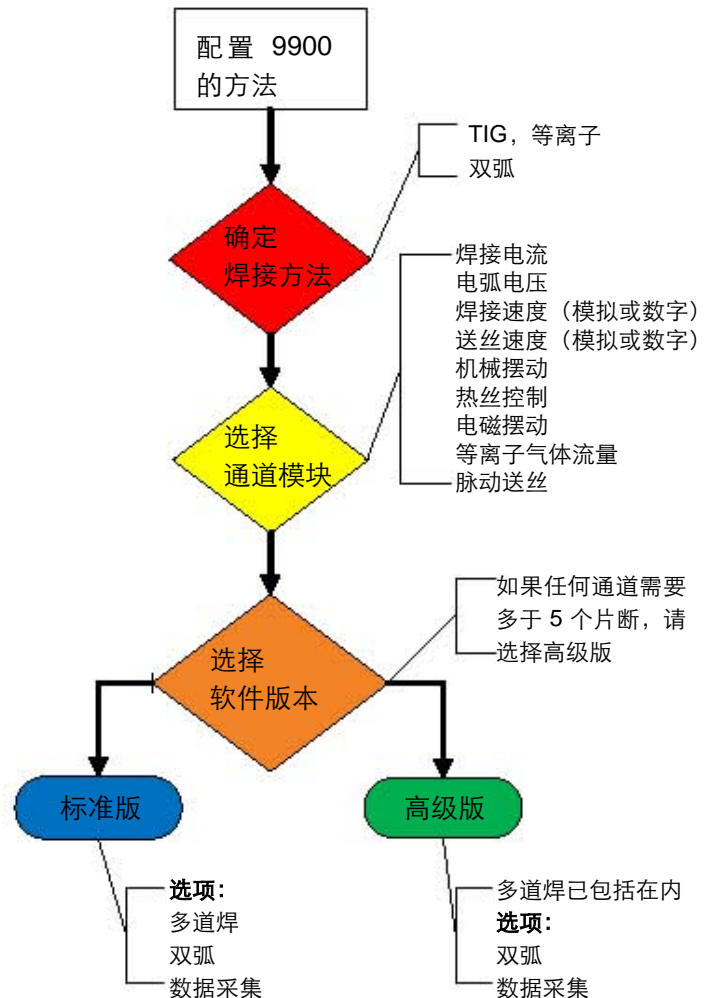 配置 9900
的方法
TIG，等离子
双弧
确定
焊接方法
焊接电流
电弧电压
焊接速度（模拟或数字）
送丝速度（模拟或数字）
机械摆动
热丝控制
电磁摆动
等离子气体流量
脉动送丝
选择
通道模块
如果任何通道需要
多于 5 个片断，请
选择高级版
选择
软件版本
标准版
高级版
选项：
多道焊
双弧
数据采集
多道焊已包括在内
选项：
双弧
数据采集